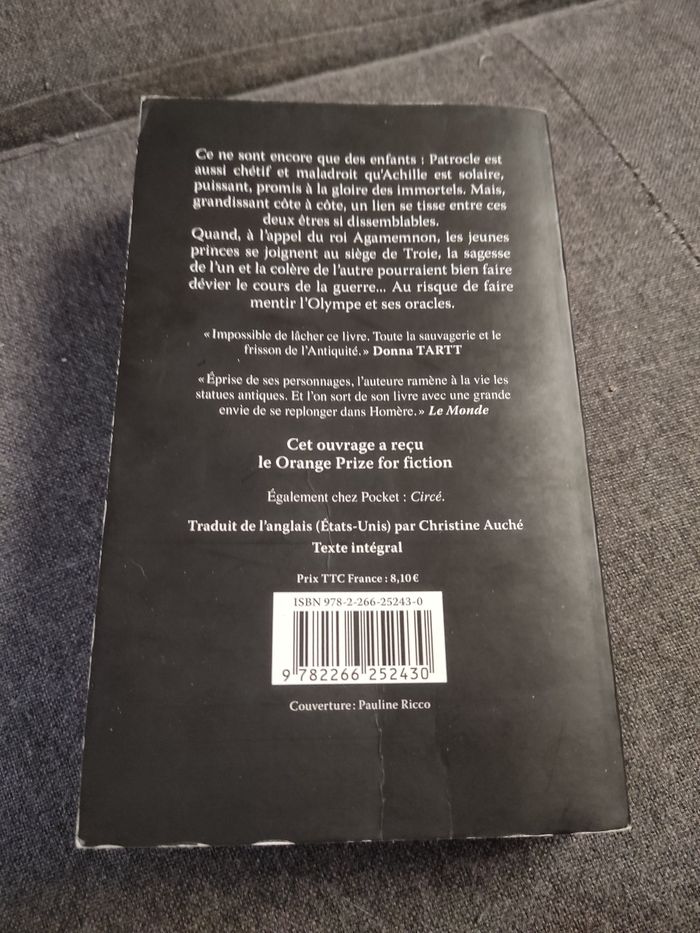 Ce ne sont encore que des enfants : Patrocle est
aussi chétif et maladroit qu'Achille est solaire,
puissant, promis à la gloire des immortels. Mais,
grandissant côte à côte, un lien se tisse entre ces
deux êtres si dissemblables.
Quand, à l'appel du roi Agamemnon, les jeunes
princes se joignent au siège de Troie, la sagesse
de l'un et la colère de l'autre pourraient bien faire
dévier le cours de la guerre... Au risque de faire
mentir l'Olympe et ses oracles.
« Impossible de lâcher ce livre. Toute la sauvagerie et le
frisson de l'Antiquité. » Donna TARTT
« Éprise de ses personnages, l'auteure ramène à la vie les
statues antiques. Et l'on sort de son livre avec une grande
envie de se replonger dans Homère. » Le Monde
Cet ouvrage a reçu
le Orange Prize for fiction
Également chez Pocket : Circé.
Traduit de l'anglais (États-Unis) par Christine Auché
Texte intégral
Prix TTC France : 8,10 €
ISBN 978-2-266-25243-0
9 782266 252430
Couverture : Pauline Ricco